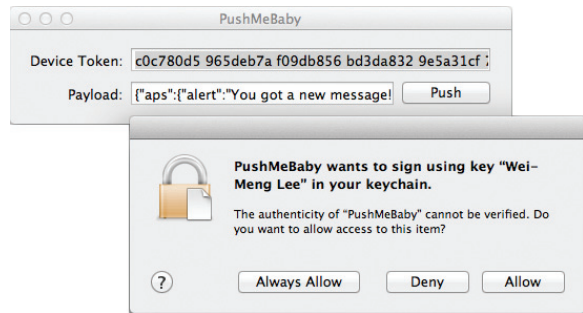 PushMeBaby
Device Token: c0c780d5 965deb7a f09db856 bd3da832 9e5a31cf
Payload: {"aps":{"alert":"You got a new message! Push
PushMeBaby wants to sign using key "Wei-
Meng Lee" in your keychain.
The authenticity of "PushMeBaby" cannot be verified. Do
you want to allow access to this item?
? Always Allow Deny Allow